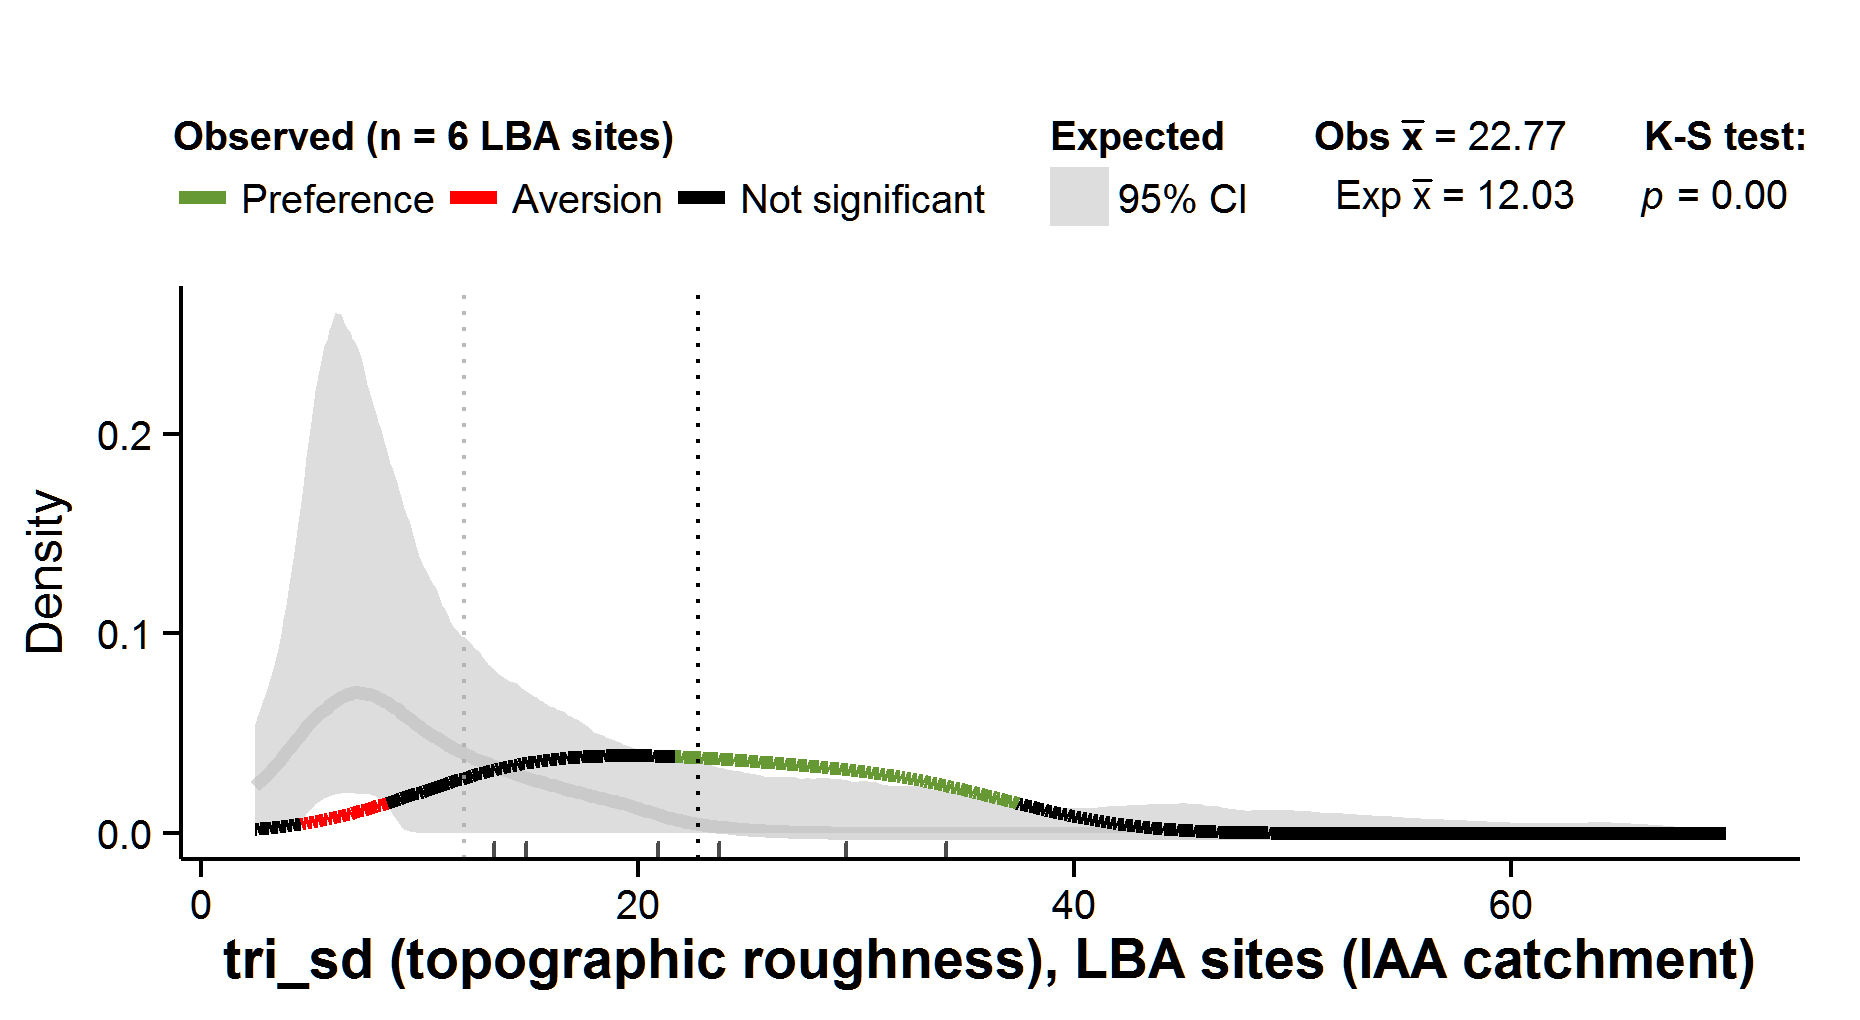 Observed (n = 6 LBA sites)
Preference Aversion Not significant
Expected
95% CI
Obs x̅ = 22.77
Exp x̅ = 12.03
K-S test:
p = 0.00
Density
0.2
0.1
0.0
0 20 40 60
tri_sd (topographic roughness), LBA sites (IAA catchment)